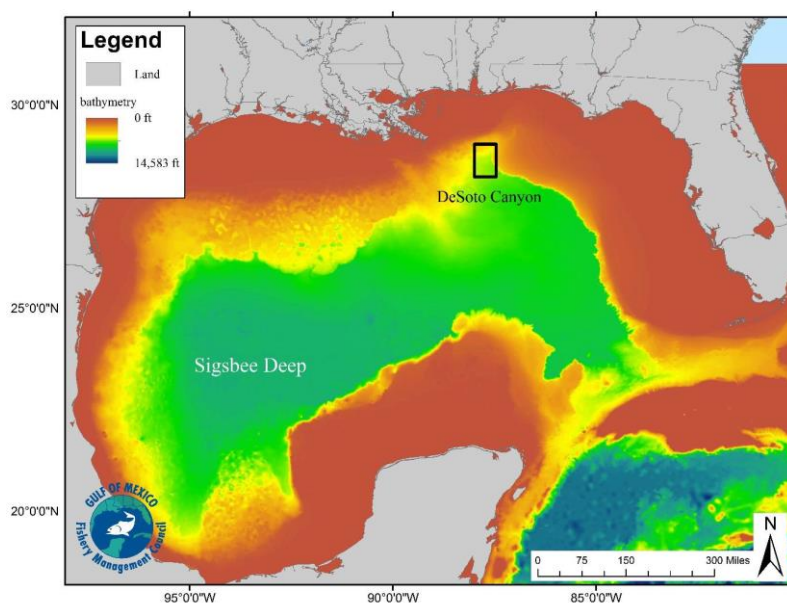 Legend
Land
bathymetry
0 ft
14,583 ft
30°0'0"N
DeSoto Canyon
25°0'0"N
Sigsbee Deep
20°0'0"N
GULF OF MEXICO
Fishery Management Council
N
0 75 150 300 Miles
95°0'0"W 90°0'0"W 85°0'0"W